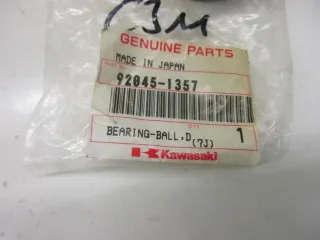 GENUINE PARTS
MADE IN JAPAN
92045-1357
BEARING-BALL.D
(7J)
1
Kawasaki